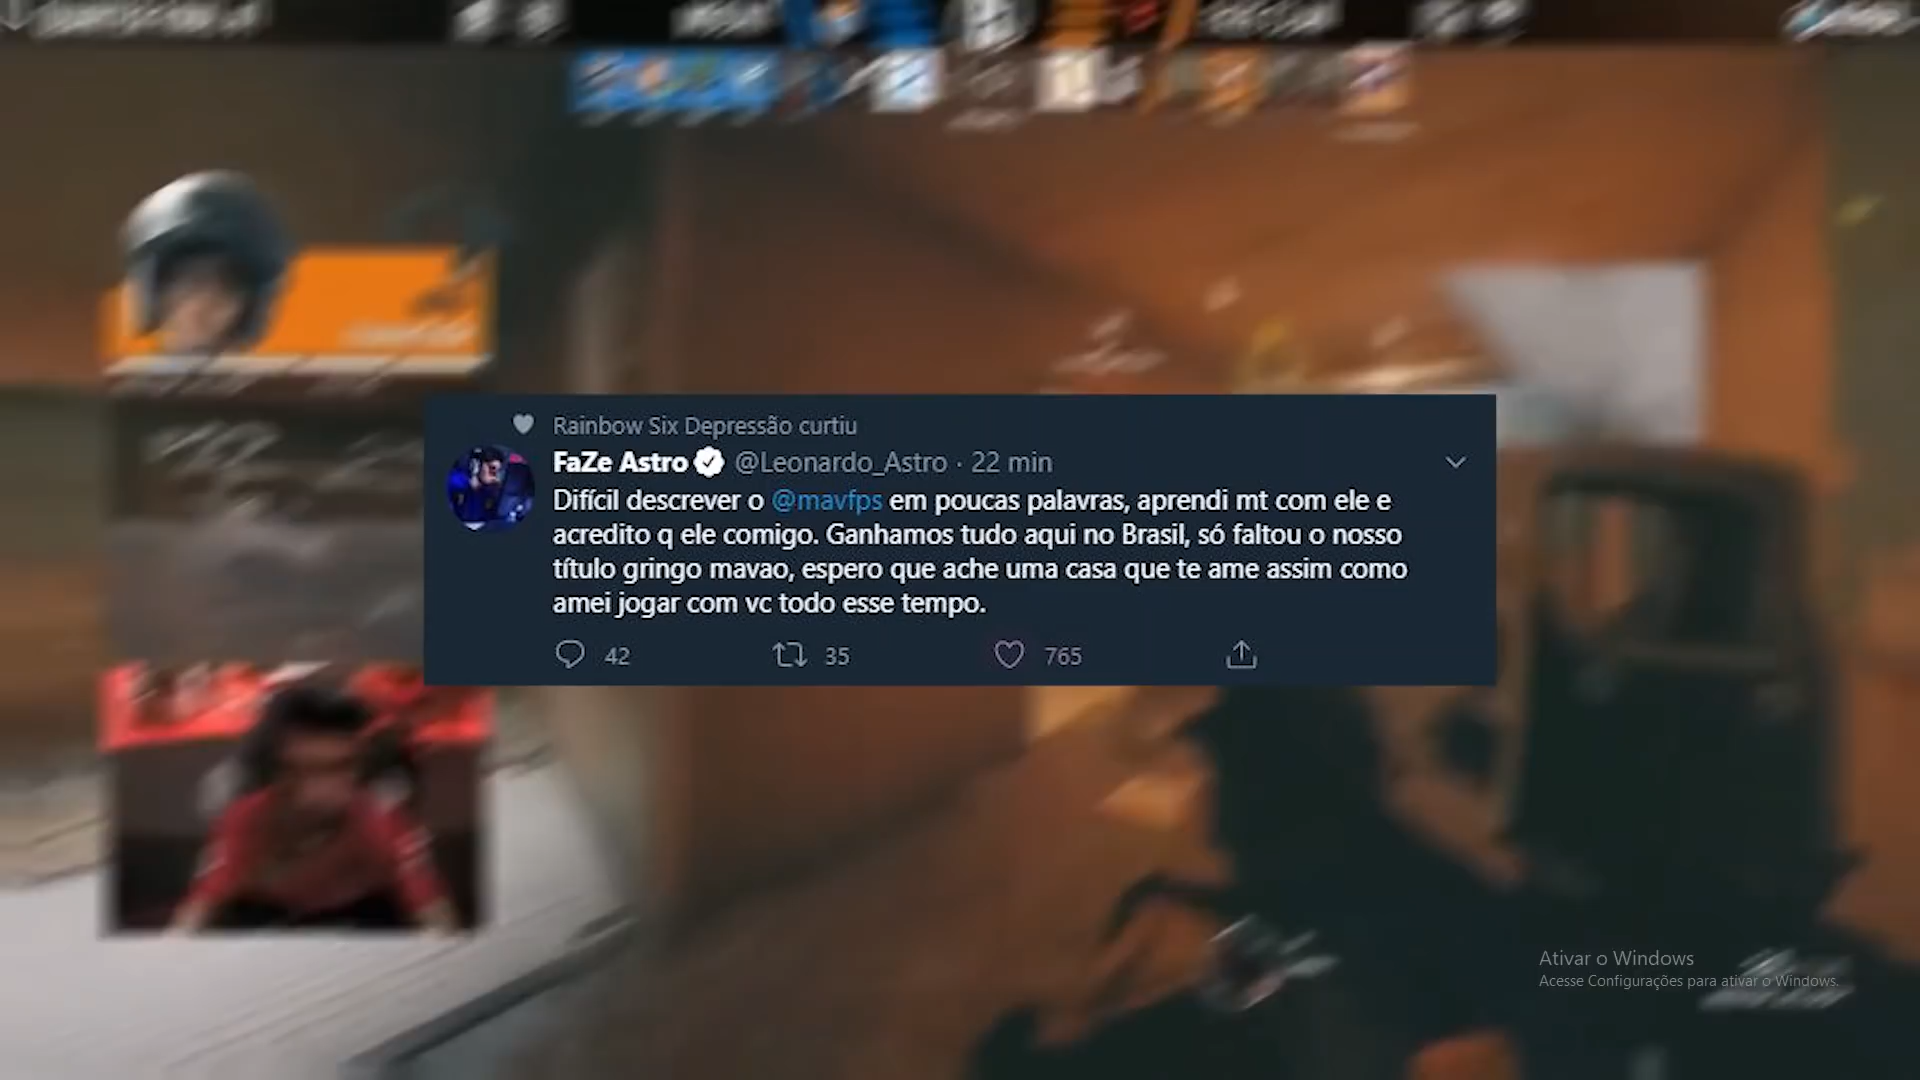 Rainbow Six Depressão curtiu
FaZe Astro @Leonardo_Astro · 22 min
Difícil descrever o @mavfps em poucas palavras, aprendi mt com ele e
acredito q ele comigo. Ganhamos tudo aqui no Brasil, só faltou o nosso
título gringo mavao, espero que ache uma casa que te ame assim como
amei jogar com vc todo esse tempo.
42 35 765
Ativar o Windows
Acesse Configurações para ativar o Windows.